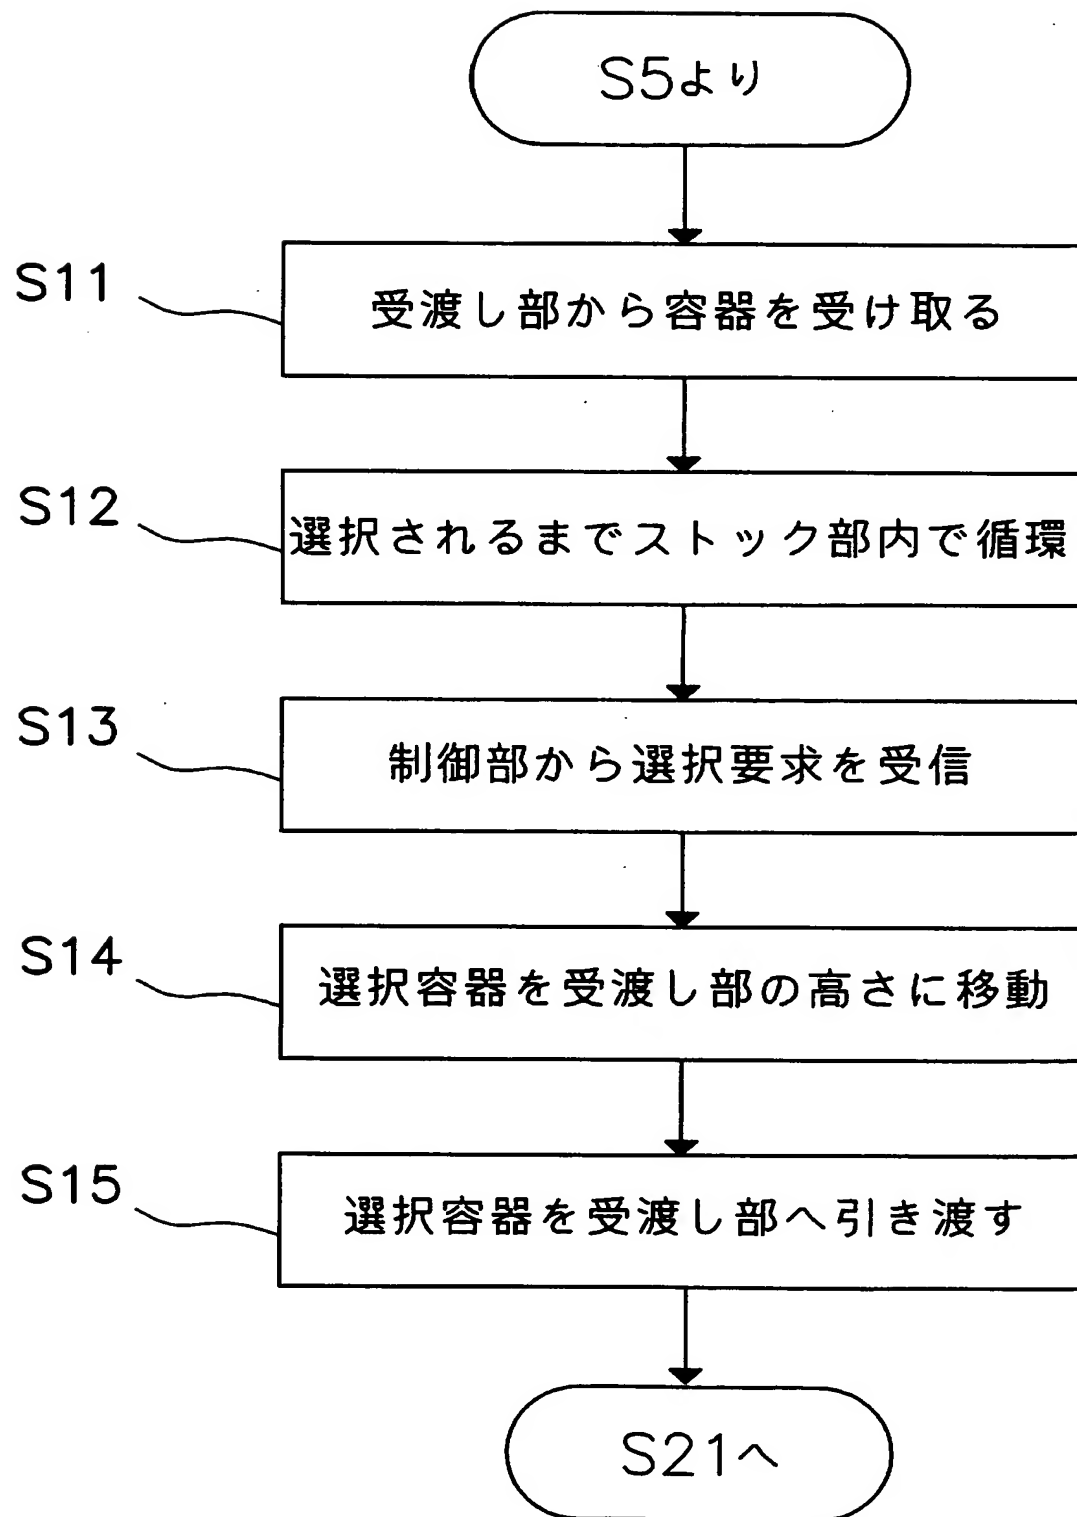 S5より
S11
受渡し部から容器を受け取る
S12
選択されるまでストック部内で循環
S13
制御部から選択要求を受信
S14
選択容器を受渡し部の高さに移動
S15
選択容器を受渡し部へ引き渡す
S21へ